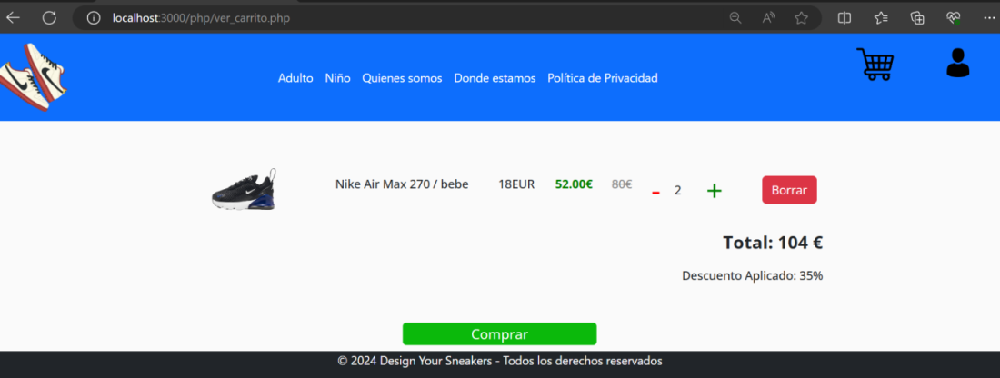 localhost:3000/php/ver_carrito.php
Adulto Niño Quienes somos Donde estamos Política de Privacidad
Nike Air Max 270 / bebe 18EUR 52.00€ 80€ - 2 + Borrar
Total: 104 €
Descuento Aplicado: 35%
Comprar
© 2024 Design Your Sneakers - Todos los derechos reservados